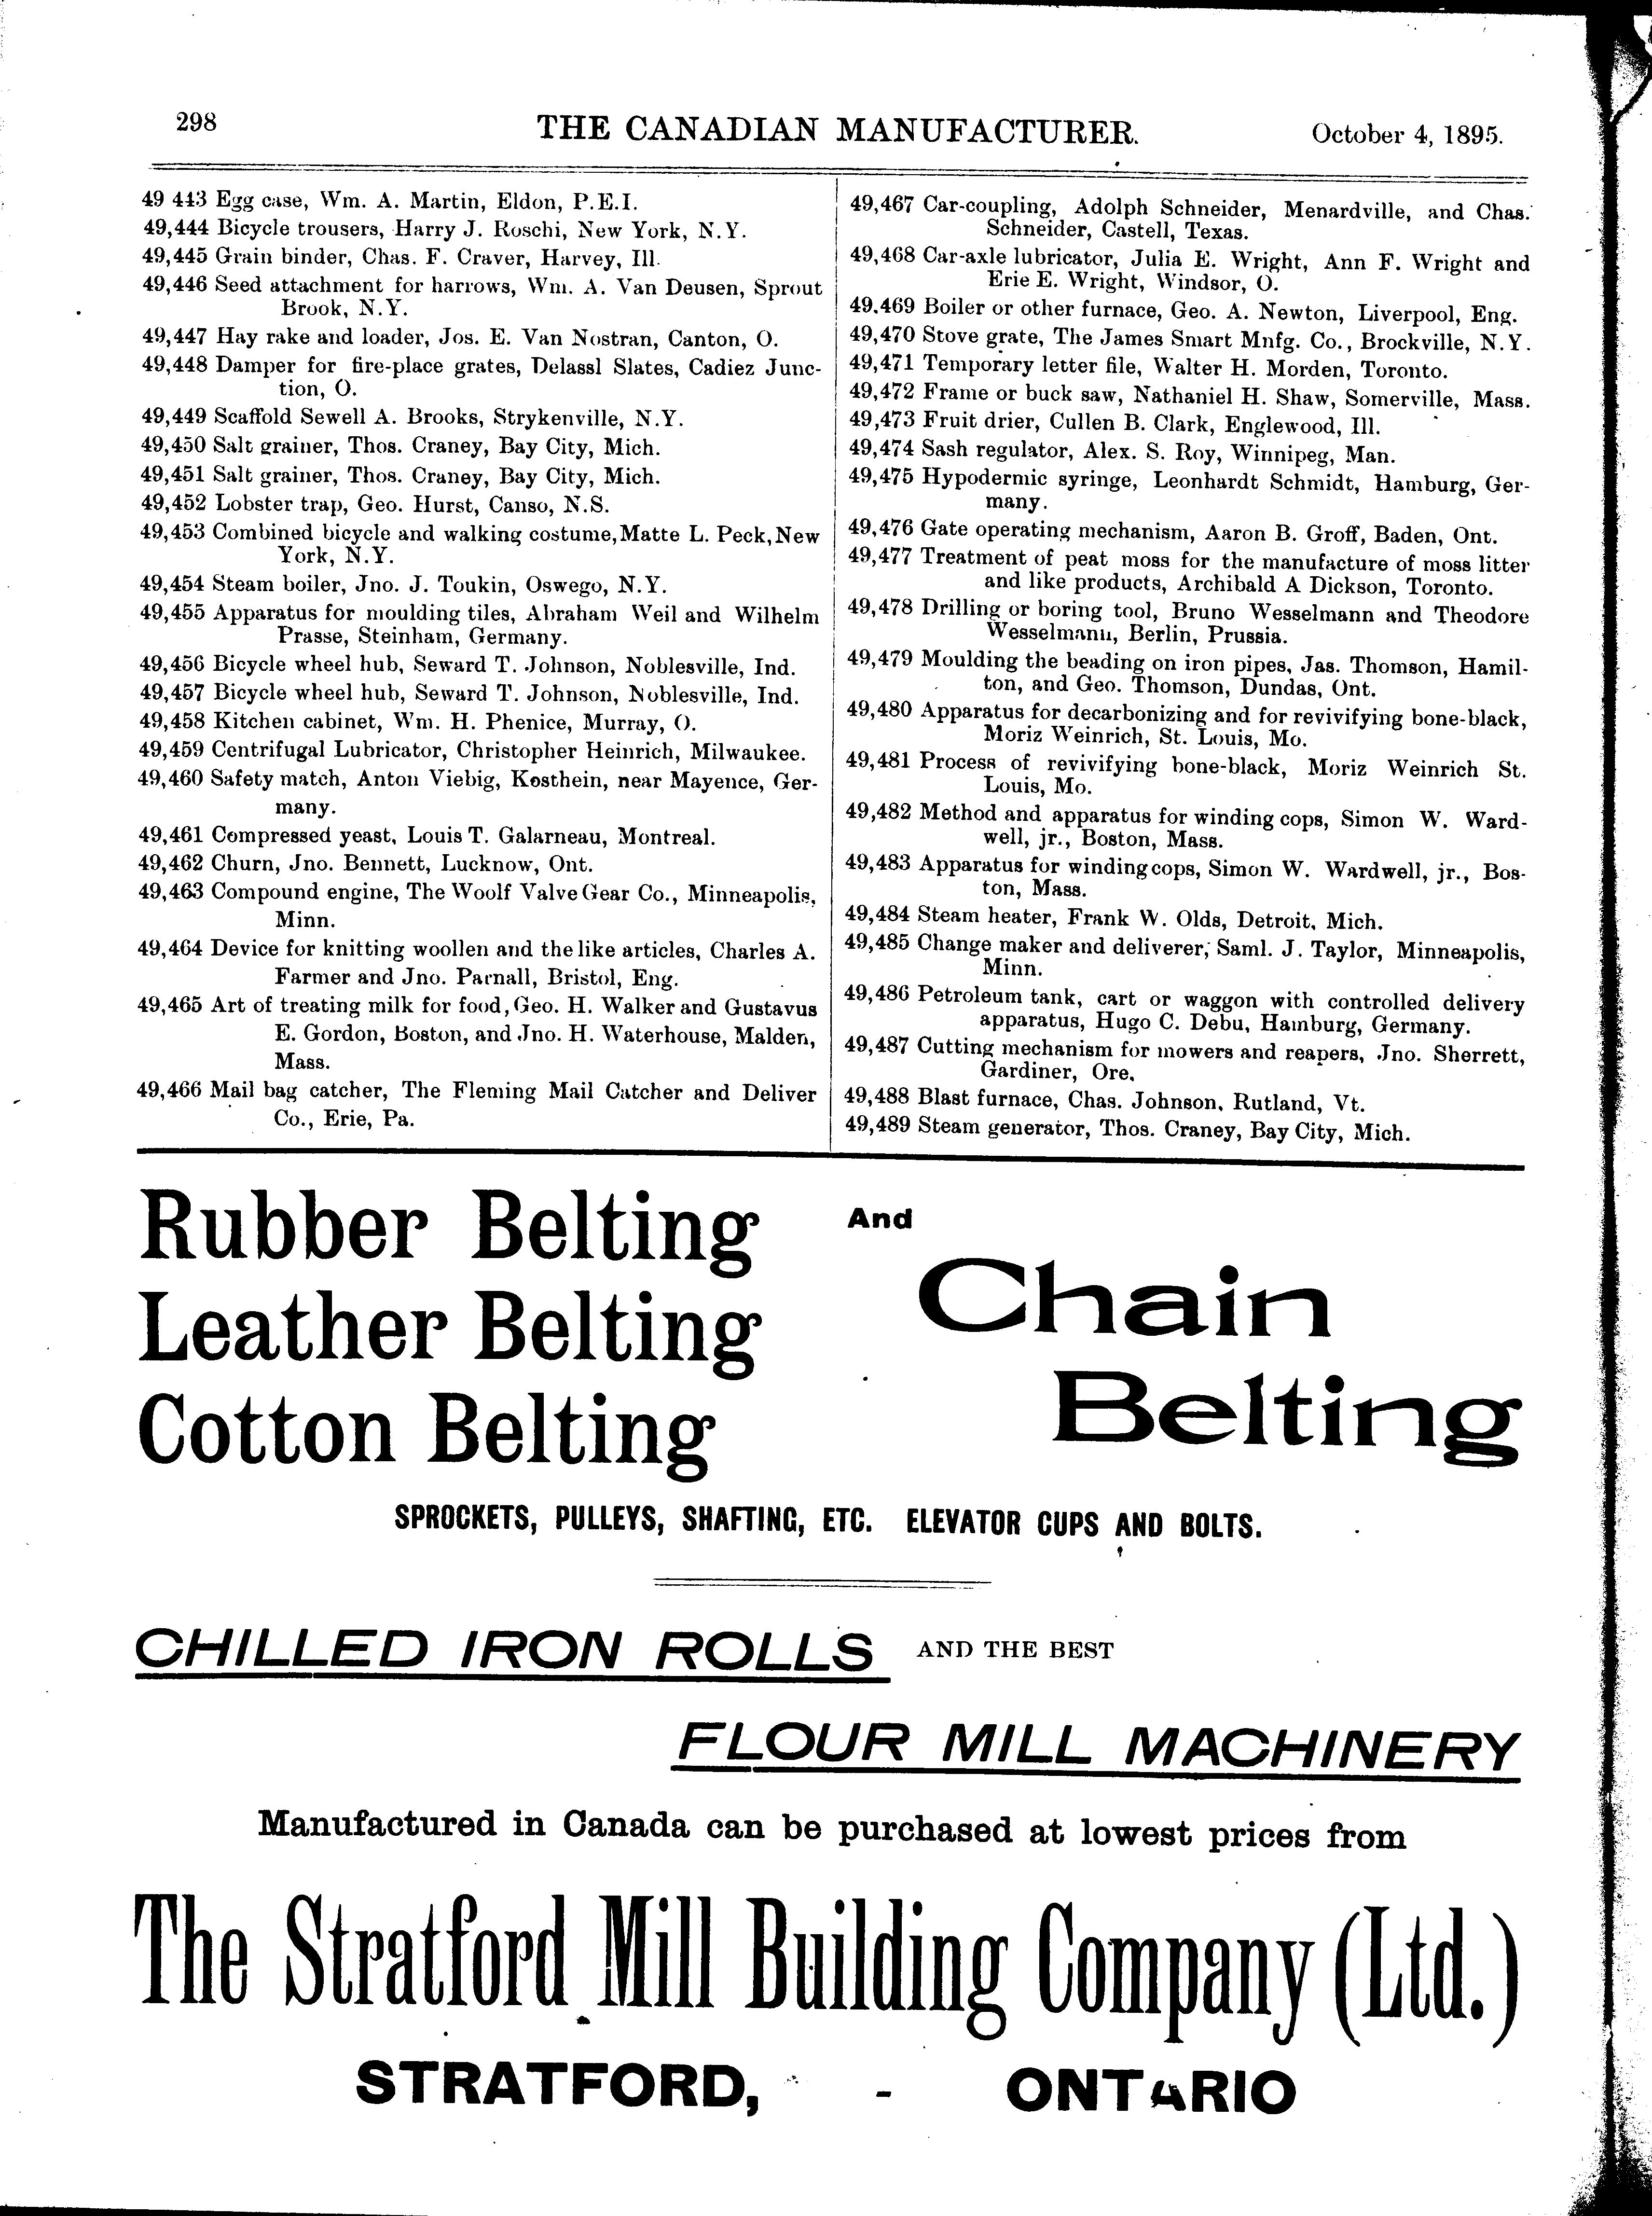 298
THE CANADIAN MANUFACTURER.
October 4, 1895.
49 443 Egg case, Wm. A. Martin, Eldon, P.E.I.
49,444 Bicycle trousers, Harry J. Roschi, New York, N.Y.
49,445 Grain binder, Chas. F. Craver, Harvey, Ill.
49,446 Seed attachment for harrows, Wm. A. Van Deusen, Sprout
Brook, N.Y.
49,447 Hay rake and loader, Jos. E. Van Nostran, Canton, O.
49,448 Damper for fire-place grates, Delassl Slates, Cadiez Junc-
tion, O.
49,449 Scaffold Sewell A. Brooks, Strykenville, N.Y.
49,450 Salt grainer, Thos. Craney, Bay City, Mich.
49,451 Salt grainer, Thos. Craney, Bay City, Mich.
49,452 Lobster trap, Geo. Hurst, Canso, N.S.
49,453 Combined bicycle and walking costume, Matte L. Peck, New
York, N.Y.
49,454 Steam boiler, Jno. J. Toukin, Oswego, N.Y.
49,455 Apparatus for moulding tiles, Abraham Weil and Wilhelm
Prasse, Steinham, Germany.
49,456 Bicycle wheel hub, Seward T. Johnson, Noblesville, Ind.
49,457 Bicycle wheel hub, Seward T. Johnson, Noblesville, Ind.
49,458 Kitchen cabinet, Wm. H. Phenice, Murray, O.
49,459 Centrifugal Lubricator, Christopher Heinrich, Milwaukee.
49,460 Safety match, Anton Viebig, Kosthein, near Mayence, Ger-
many.
49,461 Compressed yeast, Louis T. Galarneau, Montreal.
49,462 Churn, Jno. Bennett, Lucknow, Ont.
49,463 Compound engine, The Woolf Valve Gear Co., Minneapolis,
Minn.
49,464 Device for knitting woollen and the like articles, Charles A.
Farmer and Jno. Parnall, Bristol, Eng.
49,465 Art of treating milk for food, Geo. H. Walker and Gustavus
E. Gordon, Boston, and Jno. H. Waterhouse, Malden,
Mass.
49,466 Mail bag catcher, The Fleming Mail Catcher and Deliver
Co., Erie, Pa.
49,467 Car-coupling, Adolph Schneider, Menardville, and Chas.
Schneider, Castell, Texas.
49,468 Car-axle lubricator, Julia E. Wright, Ann F. Wright and
Erie E. Wright, Windsor, O.
49.469 Boiler or other furnace, Geo. A. Newton, Liverpool, Eng.
49,470 Stove grate, The James Smart Mnfg. Co., Brockville, N.Y.
49,471 Temporary letter file, Walter H. Morden, Toronto.
49,472 Frame or buck saw, Nathaniel H. Shaw, Somerville, Mass.
49,473 Fruit drier, Cullen B. Clark, Englewood, Ill.
49,474 Sash regulator, Alex. S. Roy, Winnipeg, Man.
49,475 Hypodermic syringe, Leonhardt Schmidt, Hamburg, Ger-
many.
49,476 Gate operating mechanism, Aaron B. Groff, Baden, Ont.
49,477 Treatment of peat moss for the manufacture of moss litter
and like products, Archibald A Dickson, Toronto.
49,478 Drilling or boring tool, Bruno Wesselmann and Theodore
Wesselmann, Berlin, Prussia.
49,479 Moulding the beading on iron pipes, Jas. Thomson, Hamil-
ton, and Geo. Thomson, Dundas, Ont.
49,480 Apparatus for decarbonizing and for revivifying bone-black,
Moriz Weinrich, St. Louis, Mo.
49,481 Process of revivifying bone-black, Moriz Weinrich St.
Louis, Mo.
49,482 Method and apparatus for winding cops, Simon W. Ward-
well, jr., Boston, Mass.
49,483 Apparatus for winding cops, Simon W. Wardwell, jr., Bos-
ton, Mass.
49,484 Steam heater, Frank W. Olds, Detroit, Mich.
49,485 Change maker and deliverer, Saml. J. Taylor, Minneapolis,
Minn.
49,486 Petroleum tank, cart or waggon with controlled delivery
apparatus, Hugo C. Debu, Hamburg, Germany.
49,487 Cutting mechanism for mowers and reapers, Jno. Sherrett,
Gardiner, Ore.
49,488 Blast furnace, Chas. Johnson, Rutland, Vt.
49,489 Steam generator, Thos. Craney, Bay City, Mich.
Rubber Belting
Leather Belting
Cotton Belting
And
Chain
Belting
SPROCKETS, PULLEYS, SHAFTING, ETC. ELEVATOR CUPS AND BOLTS.
CHILLED IRON ROLLS AND THE BEST
FLOUR MILL MACHINERY
Manufactured in Canada can be purchased at lowest prices from
The Stratford Mill Building Company (Ltd.)
STRATFORD, - ONTARIO